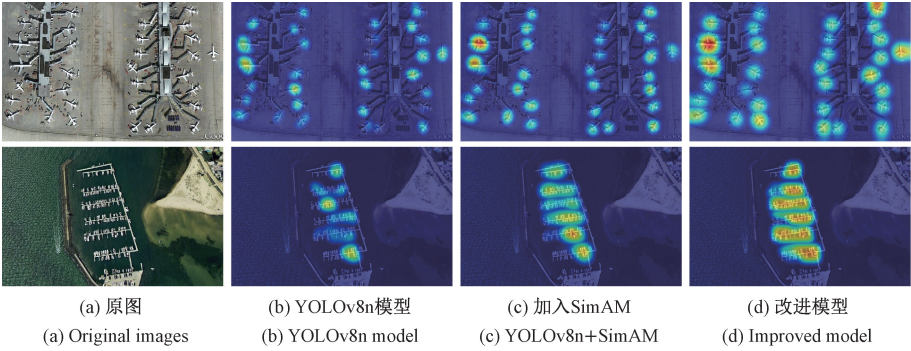 (a) 原图
(b) YOLOv8n模型
(c) 加入SimAM
(d) 改进模型
(a) Original images
(b) YOLOv8n model
(c) YOLOv8n+SimAM
(d) Improved model